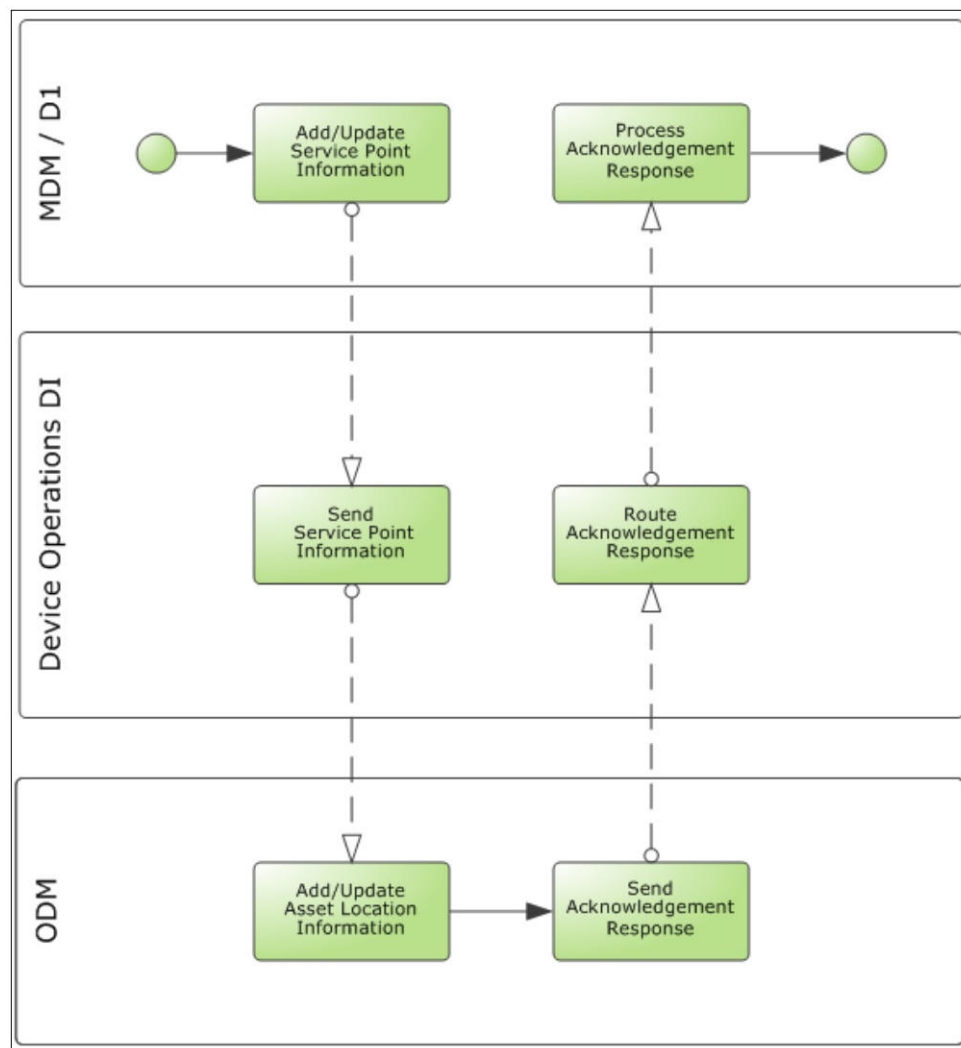 MDM / D1
Add/Update
Service Point
Information
Process
Acknowledgement
Response
Device Operations DI
Send
Service Point
Information
Route
Acknowledgement
Response
ODM
Add/Update
Asset Location
Information
Send
Acknowledgement
Response